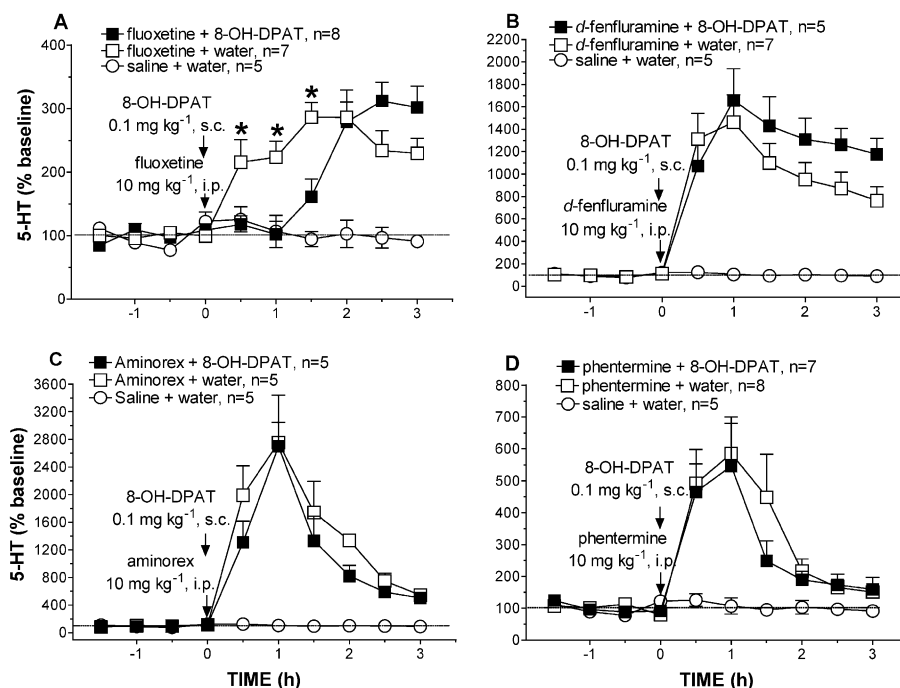 A
fluoxetine + 8-OH-DPAT, n=8
fluoxetine + water, n=7
saline + water, n=5
400
300
200
100
0
5-HT (% baseline)
8-OH-DPAT
0.1 mg kg⁻¹, s.c.
fluoxetine
10 mg kg⁻¹, i.p.
* * *
-1 0 1 2 3
B
d-fenfluramine + 8-OH-DPAT, n=5
d-fenfluramine + water, n=7
saline + water, n=5
2200
2000
1800
1600
1400
1200
1000
800
600
400
200
0
8-OH-DPAT
0.1 mg kg⁻¹, s.c.
d-fenfluramine
10 mg kg⁻¹, i.p.
-1 0 1 2 3
C
Aminorex + 8-OH-DPAT, n=5
Aminorex + water, n=5
Saline + water, n=5
3600
3200
2800
2400
2000
1600
1200
800
400
0
5-HT (% baseline)
8-OH-DPAT
0.1 mg kg⁻¹, s.c.
aminorex
10 mg kg⁻¹, i.p.
-1 0 1 2 3
TIME (h)
D
phentermine + 8-OH-DPAT, n=7
phentermine + water, n=8
saline + water, n=5
800
700
600
500
400
300
200
100
0
8-OH-DPAT
0.1 mg kg⁻¹, s.c.
phentermine
10 mg kg⁻¹, i.p.
-1 0 1 2 3
TIME (h)